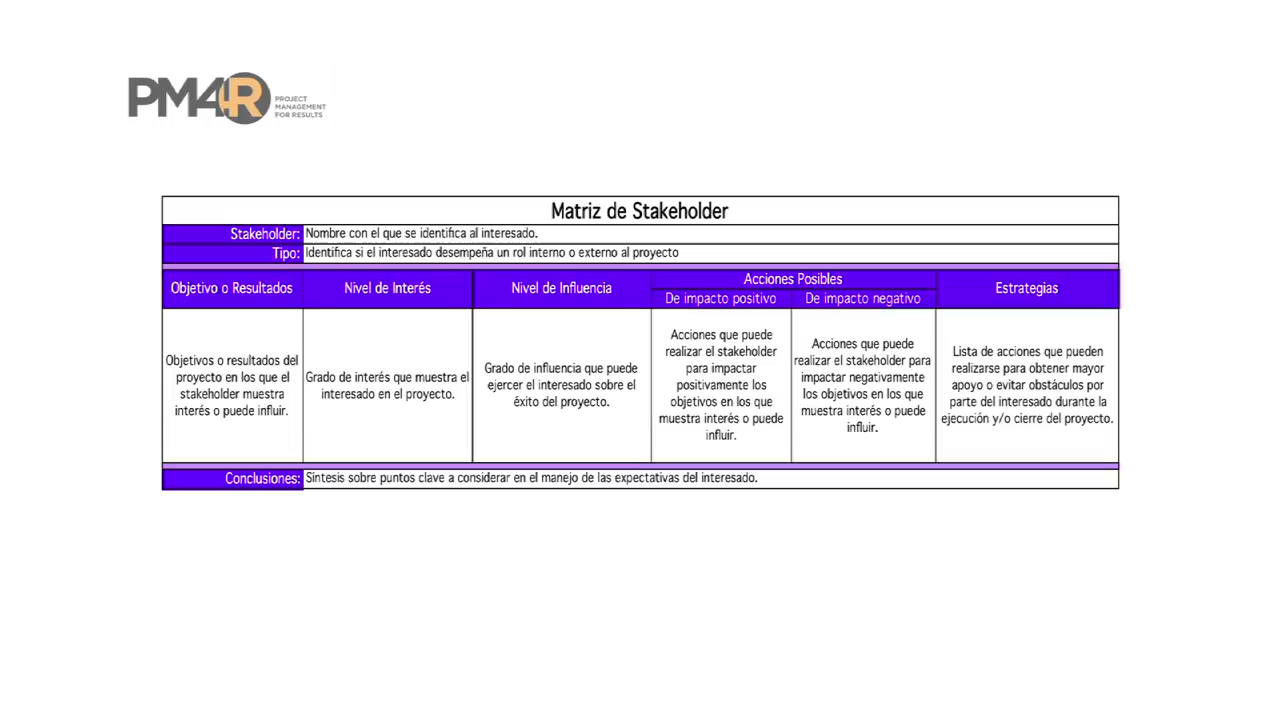 PM4R PROJECT
MANAGEMENT
FOR RESULTS
Matriz de Stakeholder
Stakeholder: Nombre con el que se identifica al interesado.
Tipo: Identifica si el interesado desempeña un rol interno o externo al proyecto
Objetivo o Resultados
Nivel de Interés
Nivel de Influencia
Acciones Posibles
De impacto positivo
De impacto negativo
Estrategias
Objetivos o resultados del
proyecto en los que el
stakeholder muestra
interés o puede influir.
Grado de interés que muestra el
interesado en el proyecto.
Grado de influencia que puede
ejercer el interesado sobre el
éxito del proyecto.
Acciones que puede
realizar el stakeholder
para impactar
positivamente los
objetivos en los que
muestra interés o puede
influir.
Acciones que puede
realizar el stakeholder para
impactar negativamente
los objetivos en los que
muestra interés o puede
influir.
Lista de acciones que pueden
realizarse para obtener mayor
apoyo o evitar obstáculos por
parte del interesado durante la
ejecución y/o cierre del proyecto.
Conclusiones: Síntesis sobre puntos clave a considerar en el manejo de las expectativas del interesado.